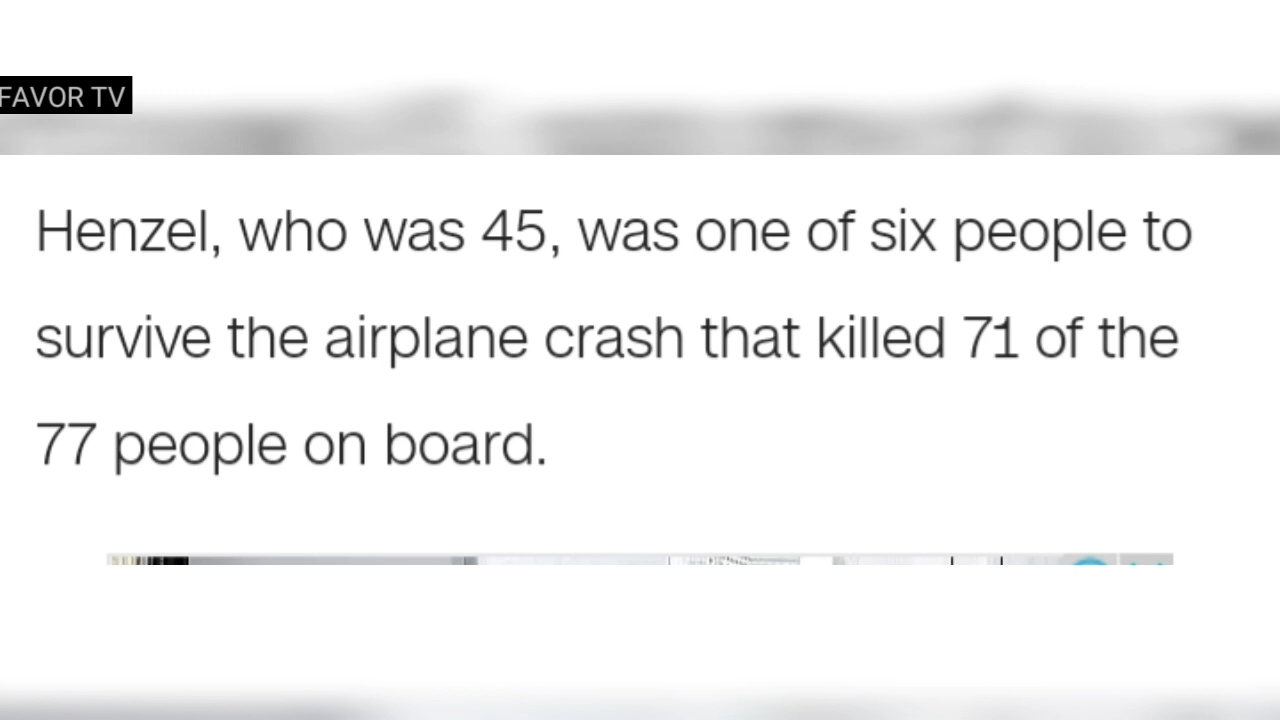 FAVOR TV
Henzel, who was 45, was one of six people to
survive the airplane crash that killed 71 of the
77 people on board.